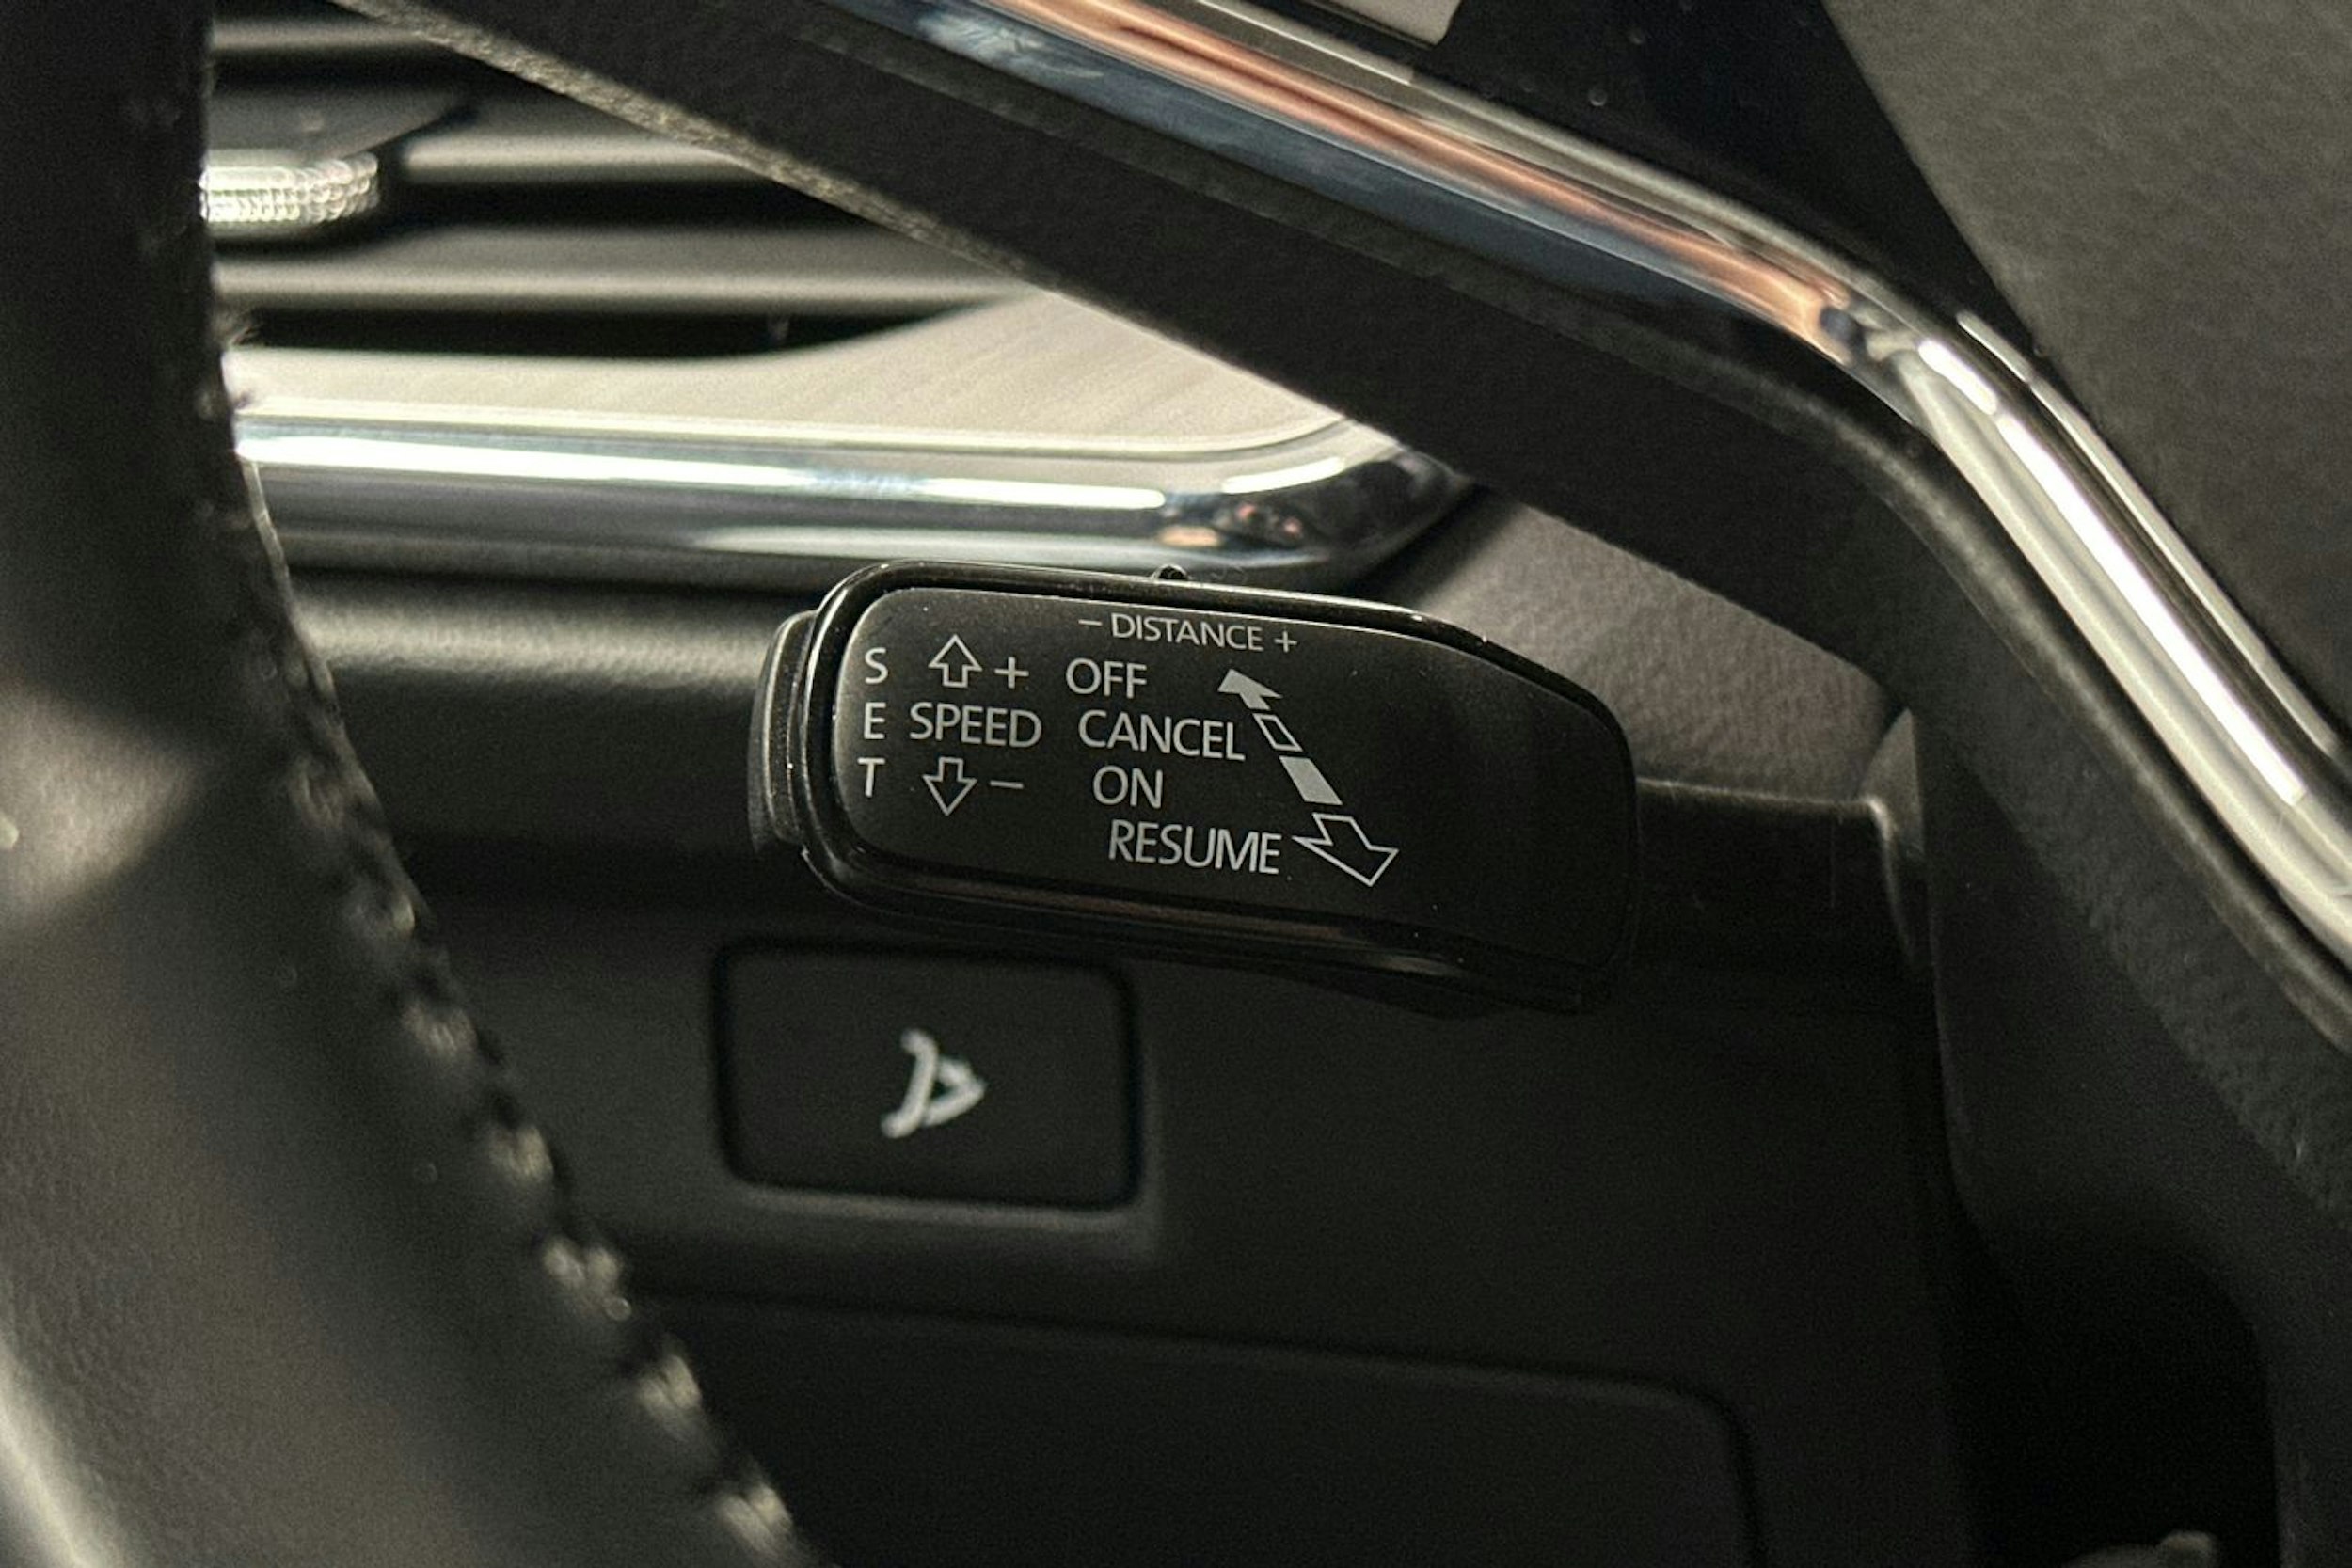 − DISTANCE +
S + OFF
E SPEED CANCEL
T − ON
RESUME